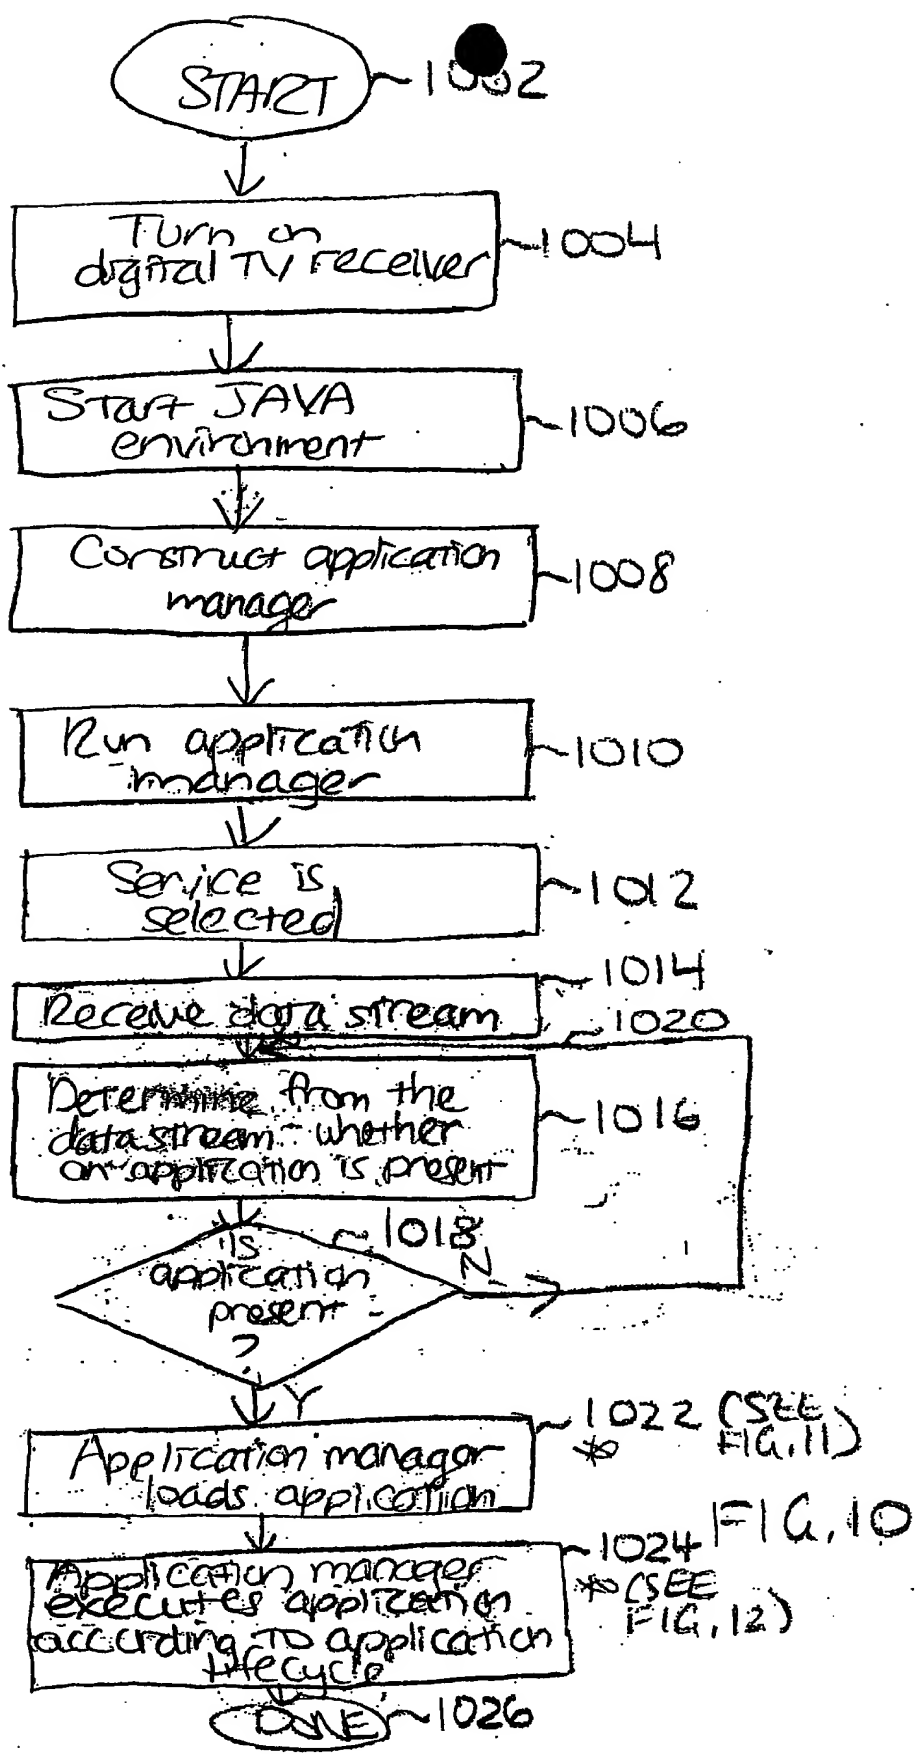 START
1002
Turn on
digital TV receiver
1004
Start JAVA
environment
1006
Construct application
manager
1008
Run application
manager
1010
Service is
selected
1012
Receive data stream
1014
1020
Determine from the
data stream whether
an application is present
1016
is
application
present
?
1018
N
Y
Application manager
loads application
1022 (SEE
* FIG. 11)
FIG. 10
Application manager
executes application
according to application
lifecycle
1024
* (SEE
FIG. 12)
DONE
1026